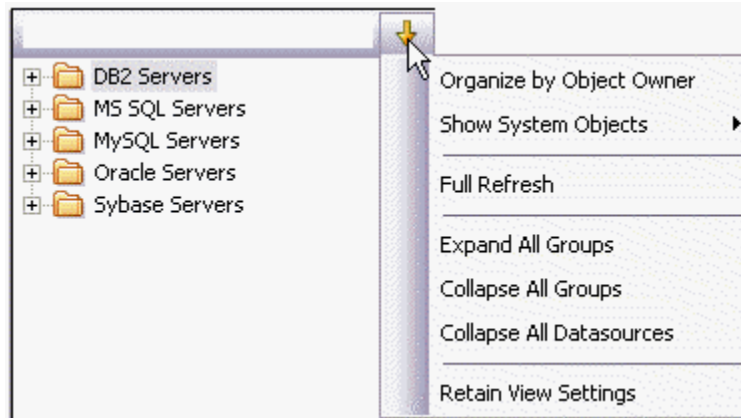 DB2 Servers
MS SQL Servers
MySQL Servers
Oracle Servers
Sybase Servers
Organize by Object Owner
Show System Objects
Full Refresh
Expand All Groups
Collapse All Groups
Collapse All Datasources
Retain View Settings